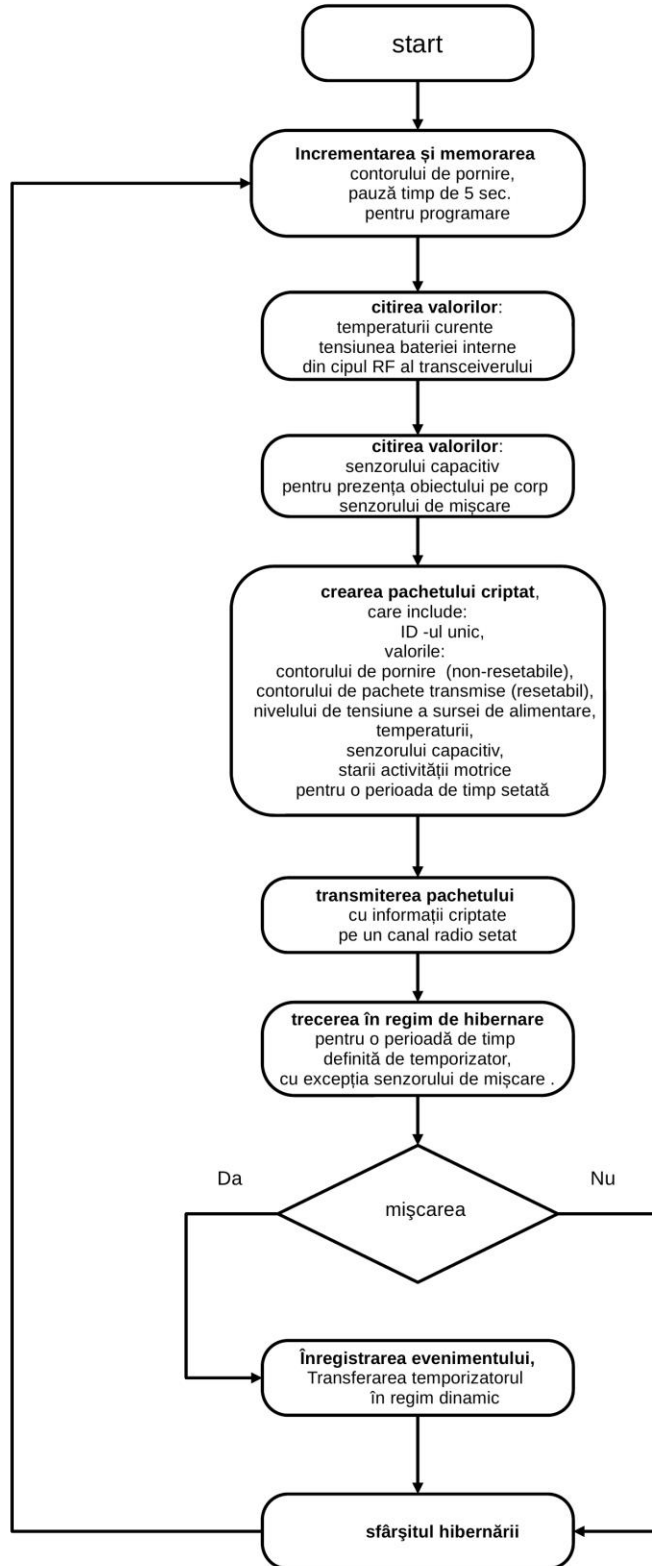 start
Incrementarea și memorarea
contorului de pornire,
pauză timp de 5 sec.
pentru programare
citirea valorilor:
temperaturii curente
tensiunea bateriei interne
din cipul RF al transceiverului
citirea valorilor:
senzorului capacitiv
pentru prezența obiectului pe corp
senzorului de mișcare
crearea pachetului criptat,
care include:
ID -ul unic,
valorile:
contorului de pornire (non-resetabile),
contorului de pachete transmise (resetabil),
nivelului de tensiune a sursei de alimentare,
temperaturii,
senzorului capacitiv,
starii activității motrice
pentru o perioada de timp setată
transmiterea pachetului
cu informații criptate
pe un canal radio setat
trecerea în regim de hibernare
pentru o perioadă de timp
definită de temporizator,
cu excepția senzorului de mișcare .
Da
Nu
mişcarea
Înregistrarea evenimentului,
Transferarea temporizatorul
în regim dinamic
sfârşitul hibernării